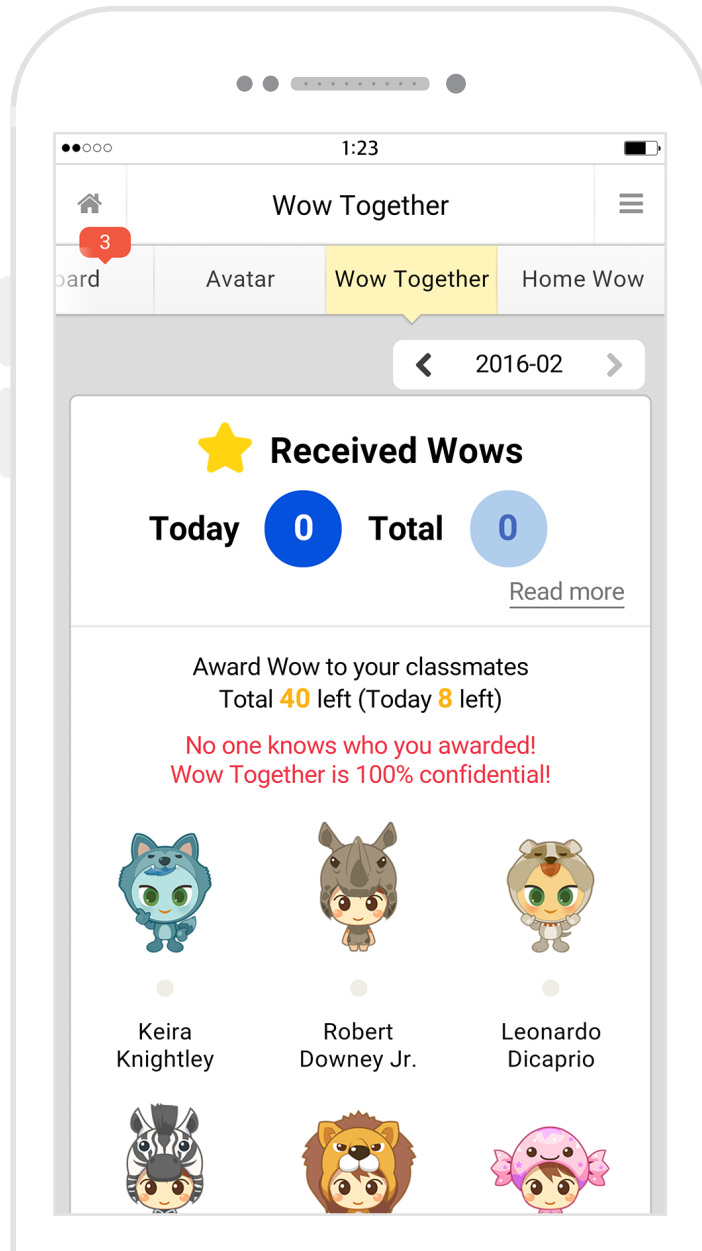 1:23
Wow Together
3
oard
Avatar
Wow Together
Home Wow
2016-02
Received Wows
Today 0 Total 0
Read more
Award Wow to your classmates
Total 40 left (Today 8 left)
No one knows who you awarded!
Wow Together is 100% confidential!
Keira
Knightley
Robert
Downey Jr.
Leonardo
Dicaprio